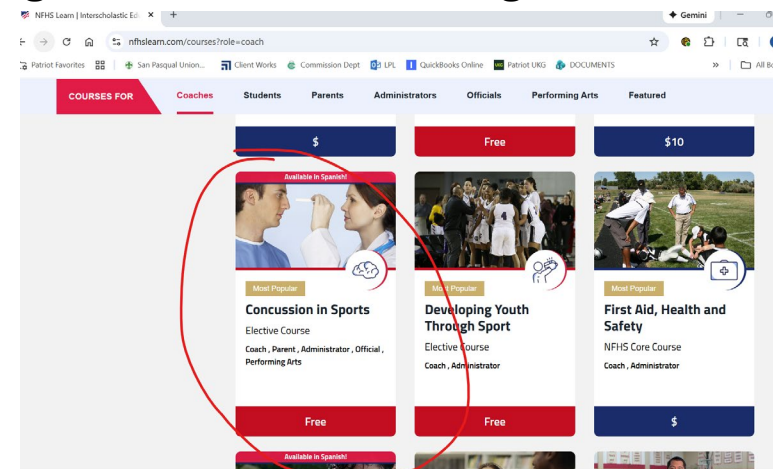 NFHS Learn | Interscholastic Ed
Gemini
nfhslearn.com/courses?role=coach
Patriot Favorites
San Pasqual Union...
Client Works
Commission Dept
LPL
QuickBooks Online
Patriot UKG
DOCUMENTS
All Bo
COURSES FOR
Coaches
Students
Parents
Administrators
Officials
Performing Arts
Featured
$
Free
$10
Available in Spanish!
Most Popular
Concussion in Sports
Elective Course
Coach , Parent , Administrator , Official ,
Performing Arts
Free
4
Most Popular
Developing Youth
Through Sport
Elective Course
Coach , Administrator
Free
Most Popular
First Aid, Health and
Safety
NFHS Core Course
Coach , Administrator
$
Available in Spanish!